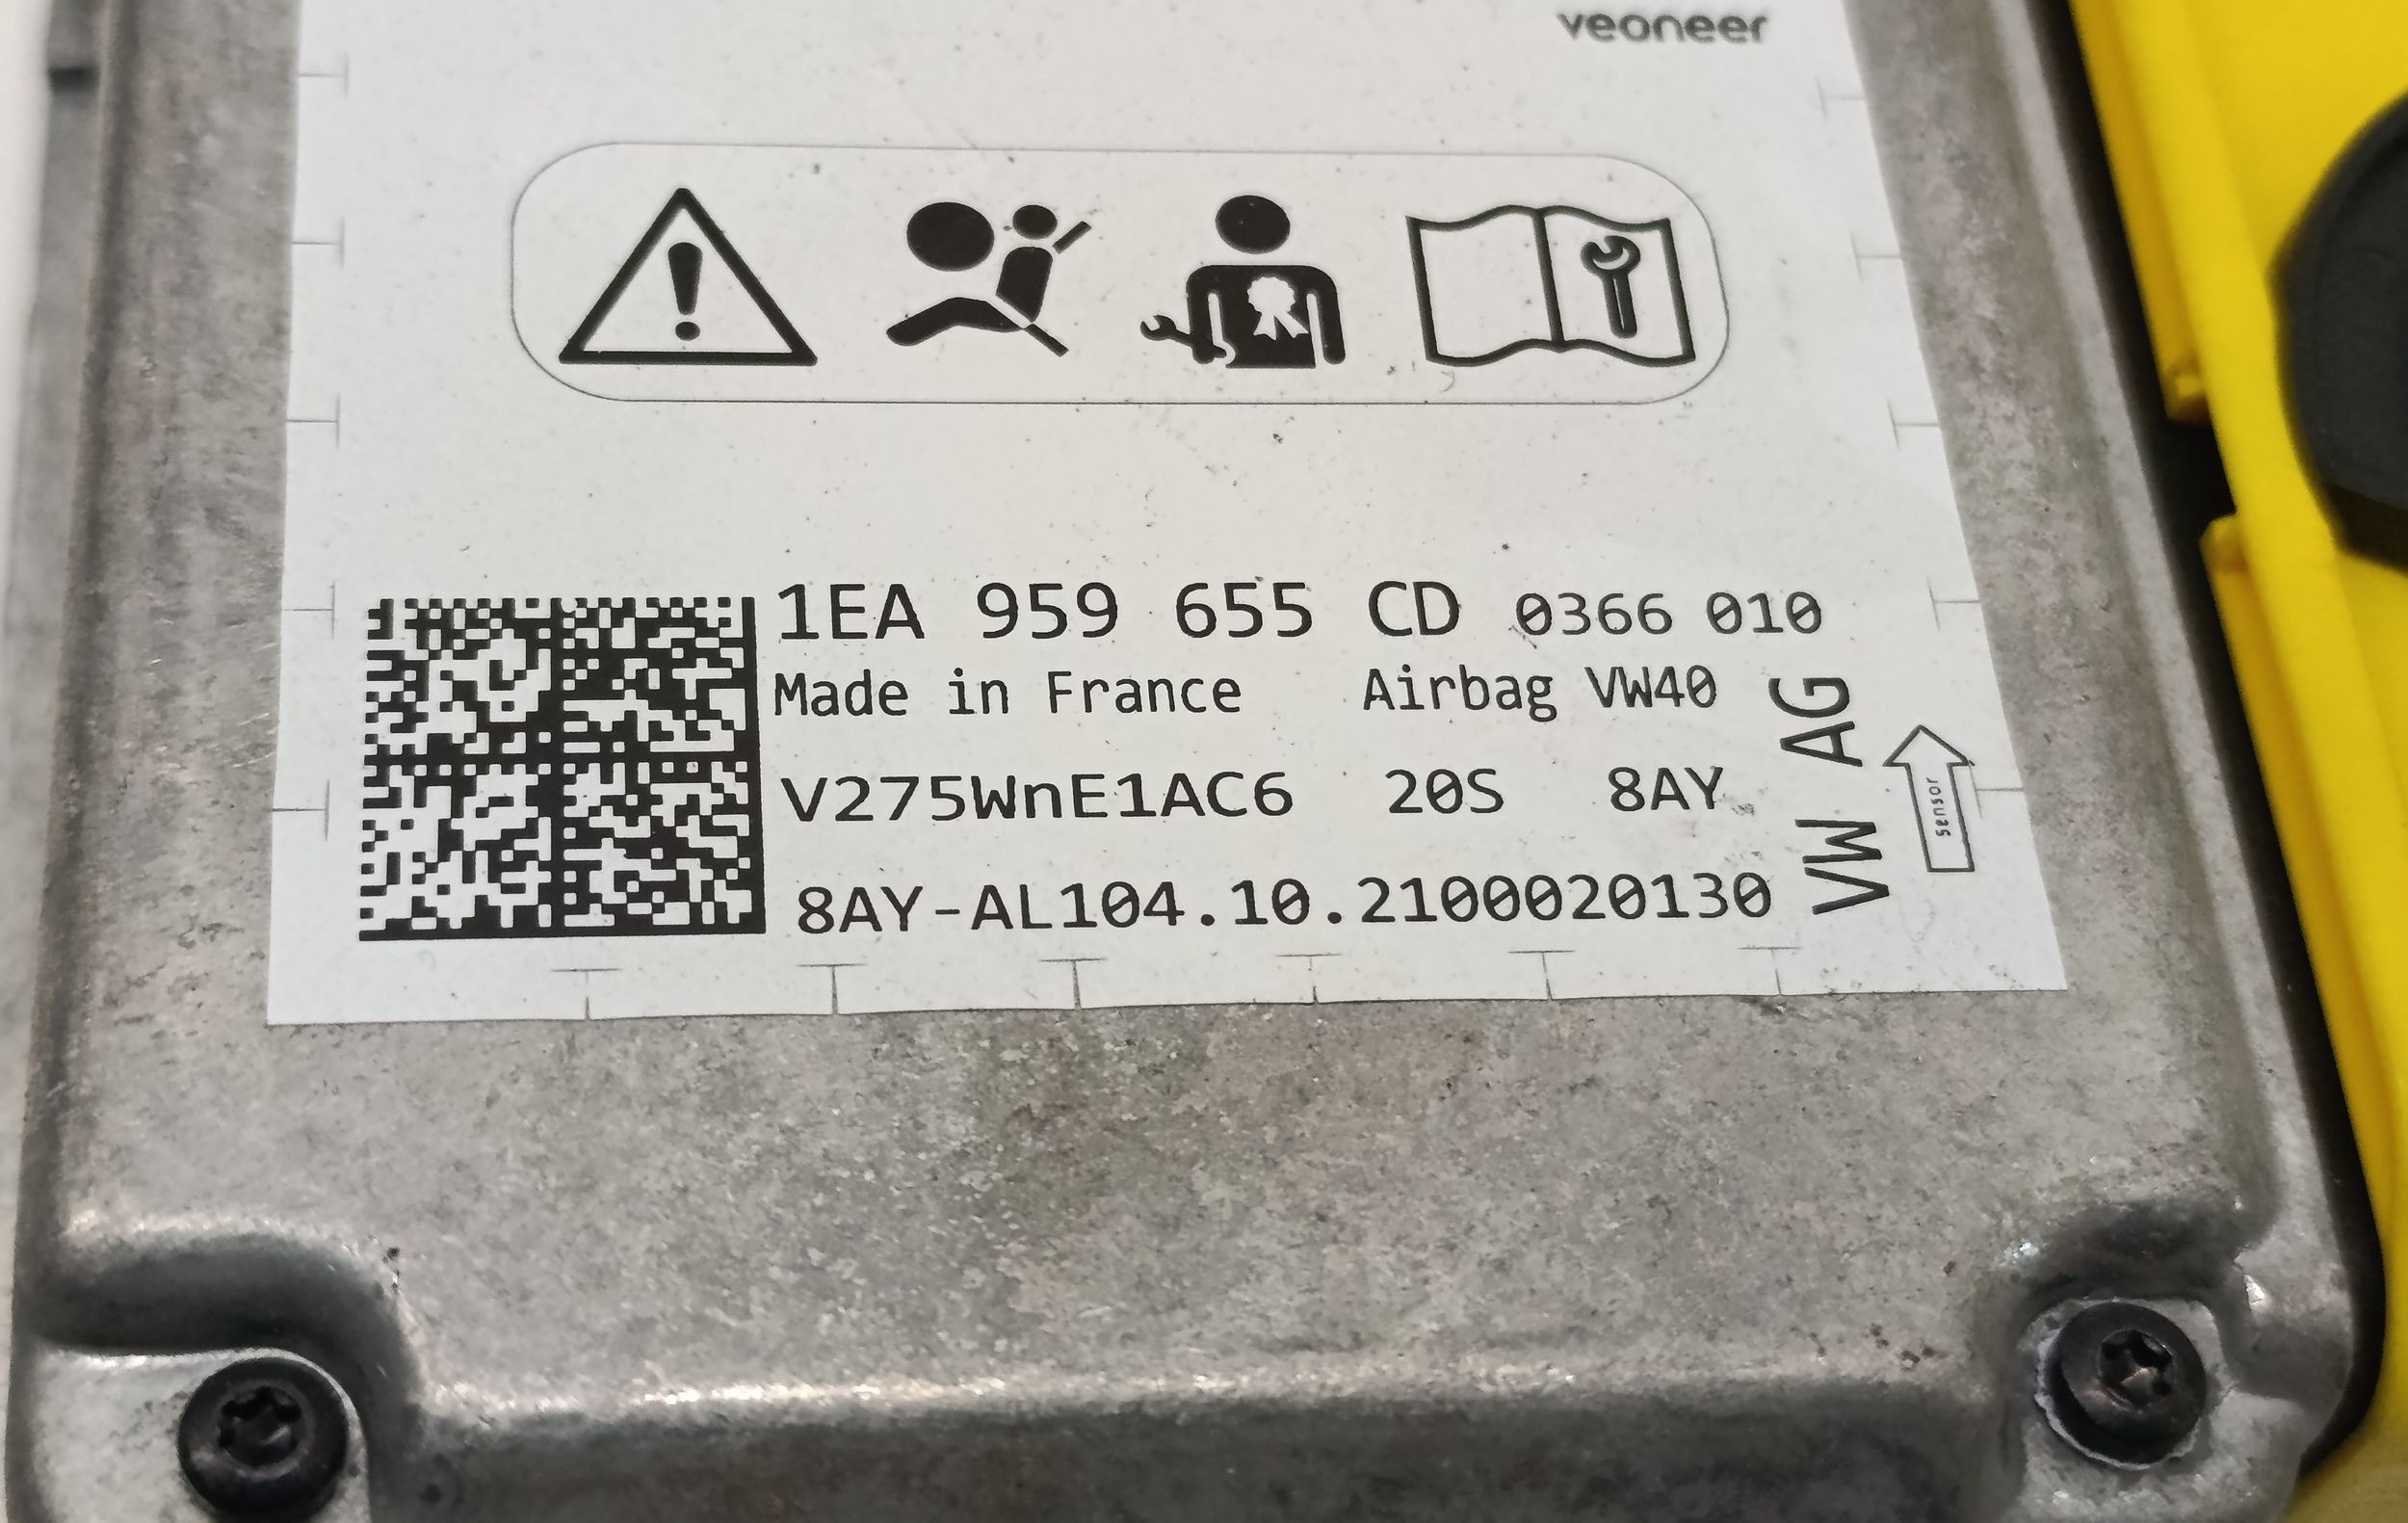 veoneer
1EA 959 655 CD 0366 010
Made in France Airbag VW40
V275WnE1AC6 20S 8AY
8AY-AL104.10.2100020130
VW AG
sensor